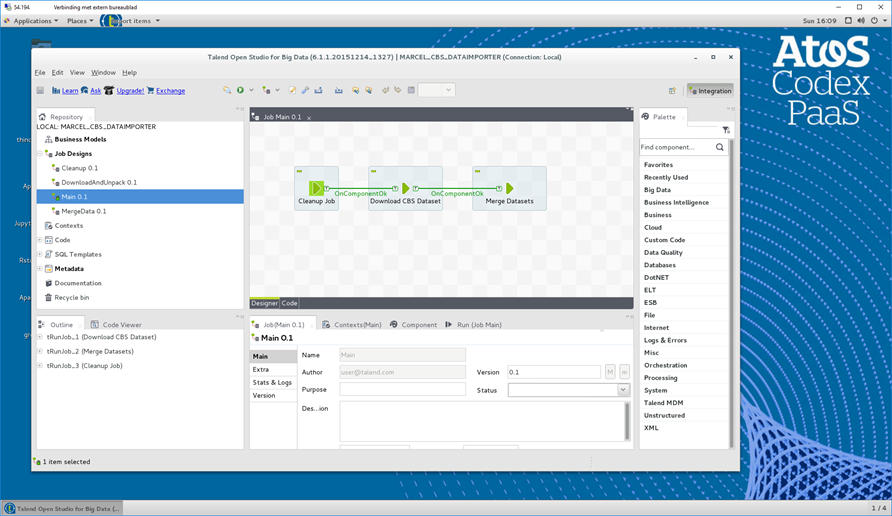 54.194.
Verbinding met extern bureaublad
Applications
Places
Import items
Sun 16:09
Talend Open Studio for Big Data (6.1.1.20151214_1327) | MARCEL_CBS_DATAIMPORTER (Connection: Local)
File Edit View Window Help
Learn Ask Upgrade! Exchange
Integration
Repository
LOCAL: MARCEL_CBS_DATAIMPORTER
Business Models
Job Designs
Cleanup 0.1
DownloadAndUnpack 0.1
Main 0.1
MergeData 0.1
Contexts
Code
SQL Templates
Metadata
Documentation
Recycle bin
Job Main 0.1
OnComponentOk
OnComponentOk
Cleanup Job
Download CBS Dataset
Merge Datasets
Designer Code
Palette
Find component...
Favorites
Recently Used
Big Data
Business Intelligence
Business
Cloud
Custom Code
Data Quality
Databases
DotNET
ELT
ESB
File
Internet
Logs & Errors
Misc
Orchestration
Processing
System
Talend MDM
Unstructured
XML
Outline
Code Viewer
tRunJob_1 (Download CBS Dataset)
tRunJob_2 (Merge Datasets)
tRunJob_3 (Cleanup Job)
Job(Main 0.1)
Contexts(Main)
Component
Run (Job Main)
Main 0.1
Main
Extra
Stats & Logs
Version
Name
Main
Author
user@talend.com
Version
0.1
M
m
Purpose
Status
Des...ion
1 item selected
Atos
Codex
PaaS
Talend Open Studio for Big Data (...
1 / 4